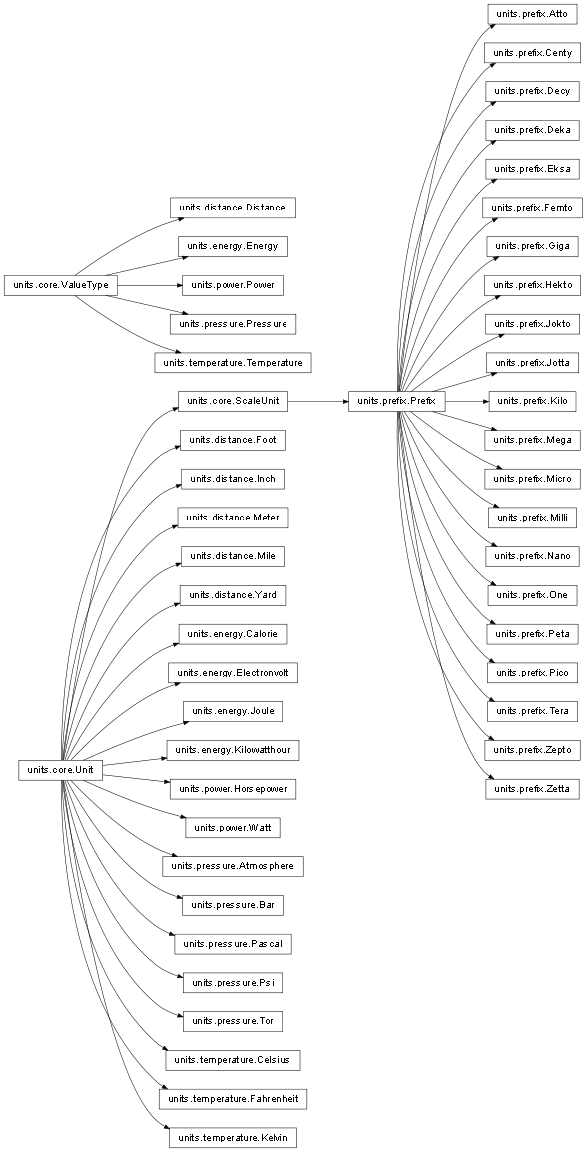 units.prefix.Atto
units.prefix.Centy
units.prefix.Decy
units.prefix.Deka
units.prefix.Eksa
units.prefix.Femto
units.prefix.Giga
units.prefix.Hekto
units.prefix.Jokto
units.prefix.Jotta
units.prefix.Kilo
units.prefix.Mega
units.prefix.Micro
units.prefix.Milli
units.prefix.Nano
units.prefix.One
units.prefix.Peta
units.prefix.Pico
units.prefix.Tera
units.prefix.Zepto
units.prefix.Zetta
units.prefix.Prefix
units.core.ValueType
units.distance.Distance
units.energy.Energy
units.power.Power
units.pressure.Pressure
units.temperature.Temperature
units.core.Unit
units.core.ScaleUnit
units.distance.Foot
units.distance.Inch
units.distance.Meter
units.distance.Mile
units.distance.Yard
units.energy.Calorie
units.energy.Electronvolt
units.energy.Joule
units.energy.Kilowatthour
units.power.Horsepower
units.power.Watt
units.pressure.Atmosphere
units.pressure.Bar
units.pressure.Pascal
units.pressure.Psi
units.pressure.Tor
units.temperature.Celsius
units.temperature.Fahrenheit
units.temperature.Kelvin